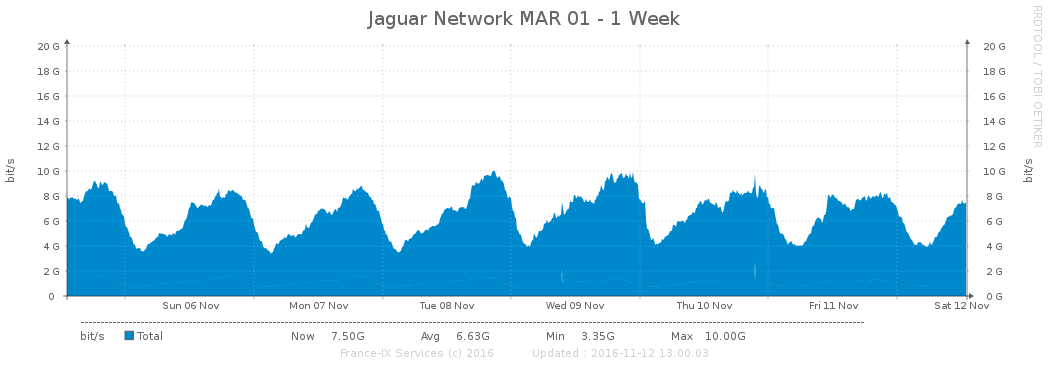 Jaguar Network MAR 01 - 1 Week
RRDTOOL / TOBI OETIKER
bit/s
bit/s
20 G 20 G
18 G 18 G
16 G 16 G
14 G 14 G
12 G 12 G
10 G 10 G
8 G 8 G
6 G 6 G
4 G 4 G
2 G 2 G
0 0 G
Sun 06 Nov Mon 07 Nov Tue 08 Nov Wed 09 Nov Thu 10 Nov Fri 11 Nov Sat 12 Nov
bit/s Total Now 7.50G Avg 6.63G Min 3.35G Max 10.00G
France-IX Services (c) 2016 Updated : 2016-11-12 13:00:03